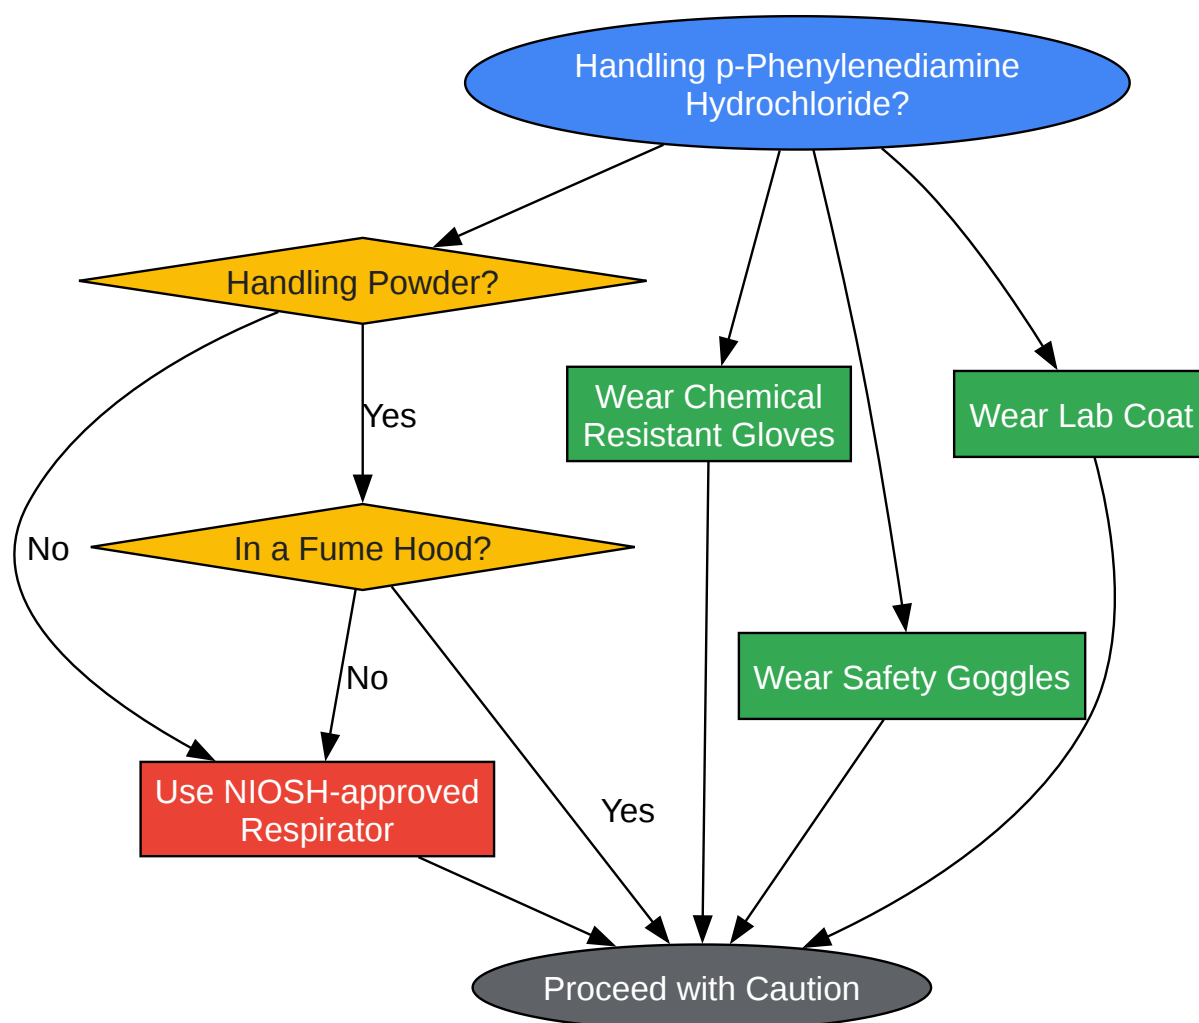 Handling p-Phenylenediamine
Hydrochloride?
Handling Powder?
Wear Chemical
Resistant Gloves
Wear Lab Coat
Yes
No
In a Fume Hood?
No
Wear Safety Goggles
Use NIOSH-approved
Respirator
Yes
Proceed with Caution